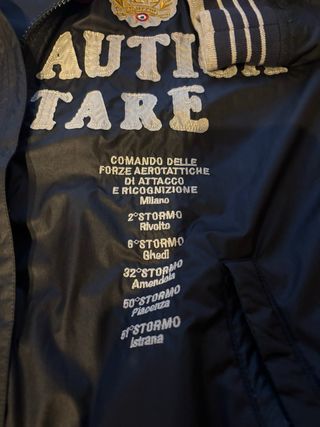 TARE
COMANDO DELLE
FORZE AEROTATTICHE
DI ATTACCO
E RICOGNIZIONE
Milano
2°STORMO
Rivolto
6°STORMO
Ghedi
32°STORMO
Amendola
50°STORMO
Piacenza
51°STORMO
Istrana